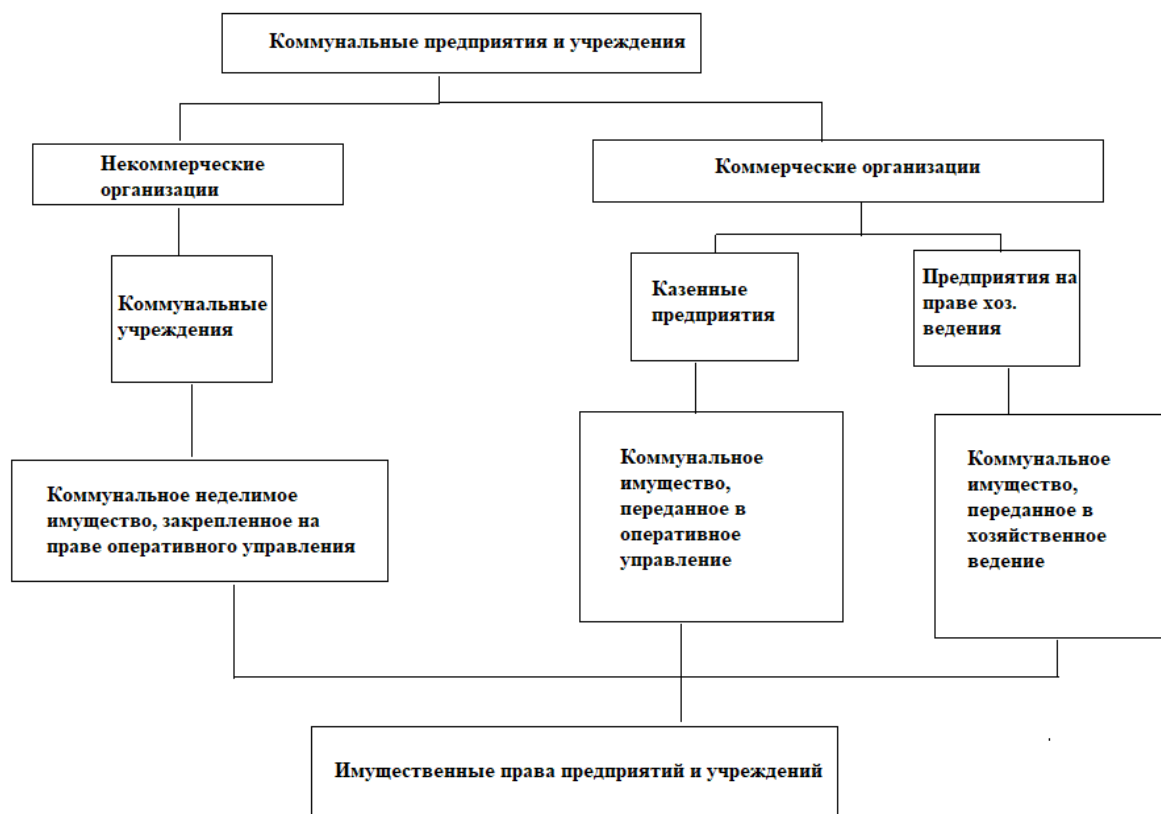 Коммунальные предприятия и учреждения
Некоммерческие
организации
Коммерческие организации
Коммунальные
учреждения
Казенные
предприятия
Предприятия на
праве хоз.
ведения
Коммунальное неделимое
имущество, закрепленное на
праве оперативного управления
Коммунальное
имущество,
переданное в
оперативное
управление
Коммунальное
имущество,
переданное в
хозяйственное
ведение
Имущественные права предприятий и учреждений